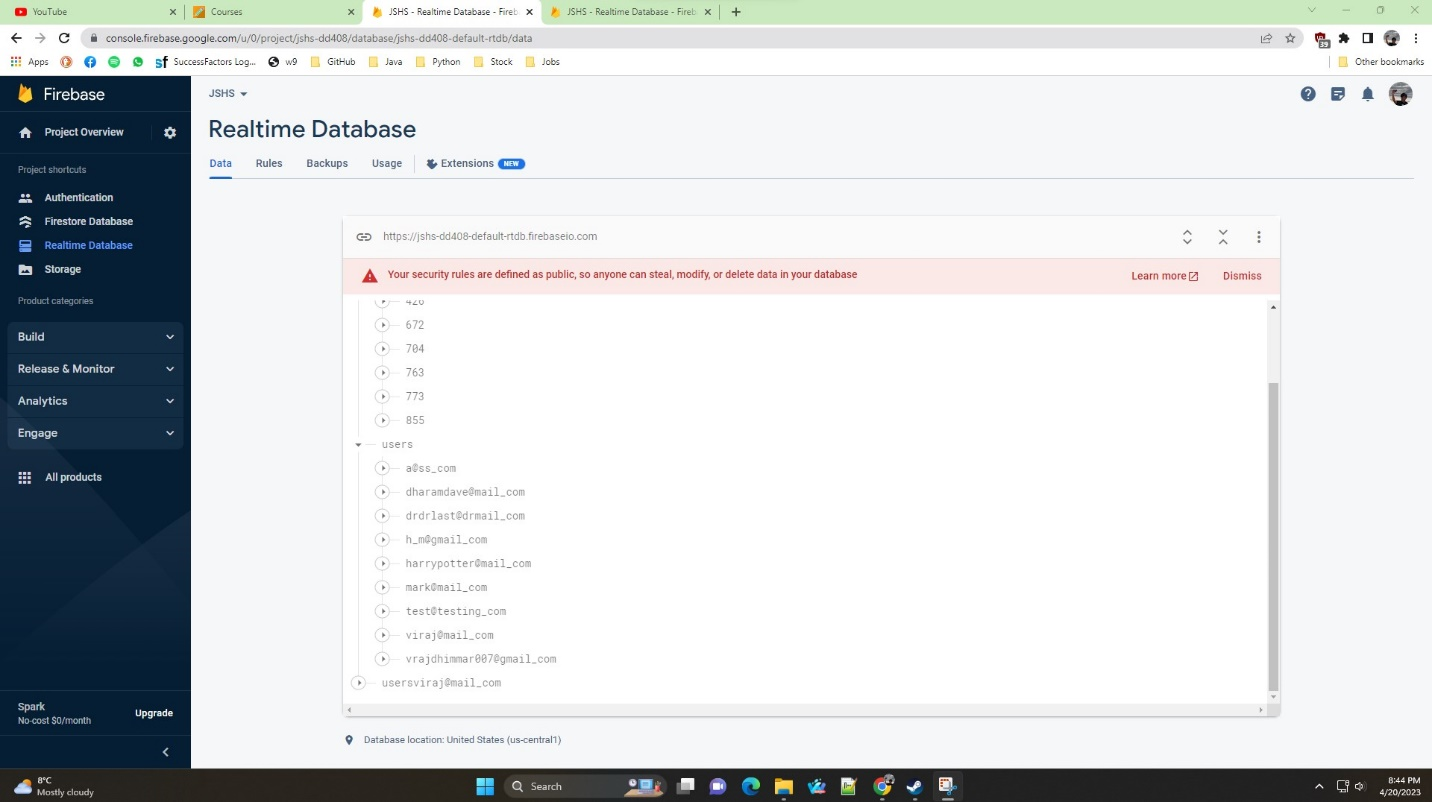 YouTube
Courses
JSHS - Realtime Database - Fireb
JSHS - Realtime Database - Fireb
console.firebase.google.com/u/0/project/jshs-dd408/database/jshs-dd408-default-rtdb/data
39
Apps
sf SuccessFactors Log...
w9
GitHub
Java
Python
Stock
Jobs
Other bookmarks
Firebase
Project Overview
Project shortcuts
Authentication
Firestore Database
Realtime Database
Storage
Product categories
Build
Release & Monitor
Analytics
Engage
All products
Spark
No-cost $0/month
Upgrade
JSHS
Realtime Database
Data
Rules
Backups
Usage
Extensions NEW
https://jshs-dd408-default-rtdb.firebaseio.com
Your security rules are defined as public, so anyone can steal, modify, or delete data in your database
Learn more
Dismiss
426
672
704
763
773
855
users
a@ss_com
dharamdave@mail_com
drdrlast@drmail_com
h_m@gmail_com
harrypotter@mail_com
mark@mail_com
test@testing_com
viraj@mail_com
vrajdhimmar007@gmail_com
usersviraj@mail_com
Database location: United States (us-central1)
8°C
Mostly cloudy
Search
8:44 PM
4/20/2023